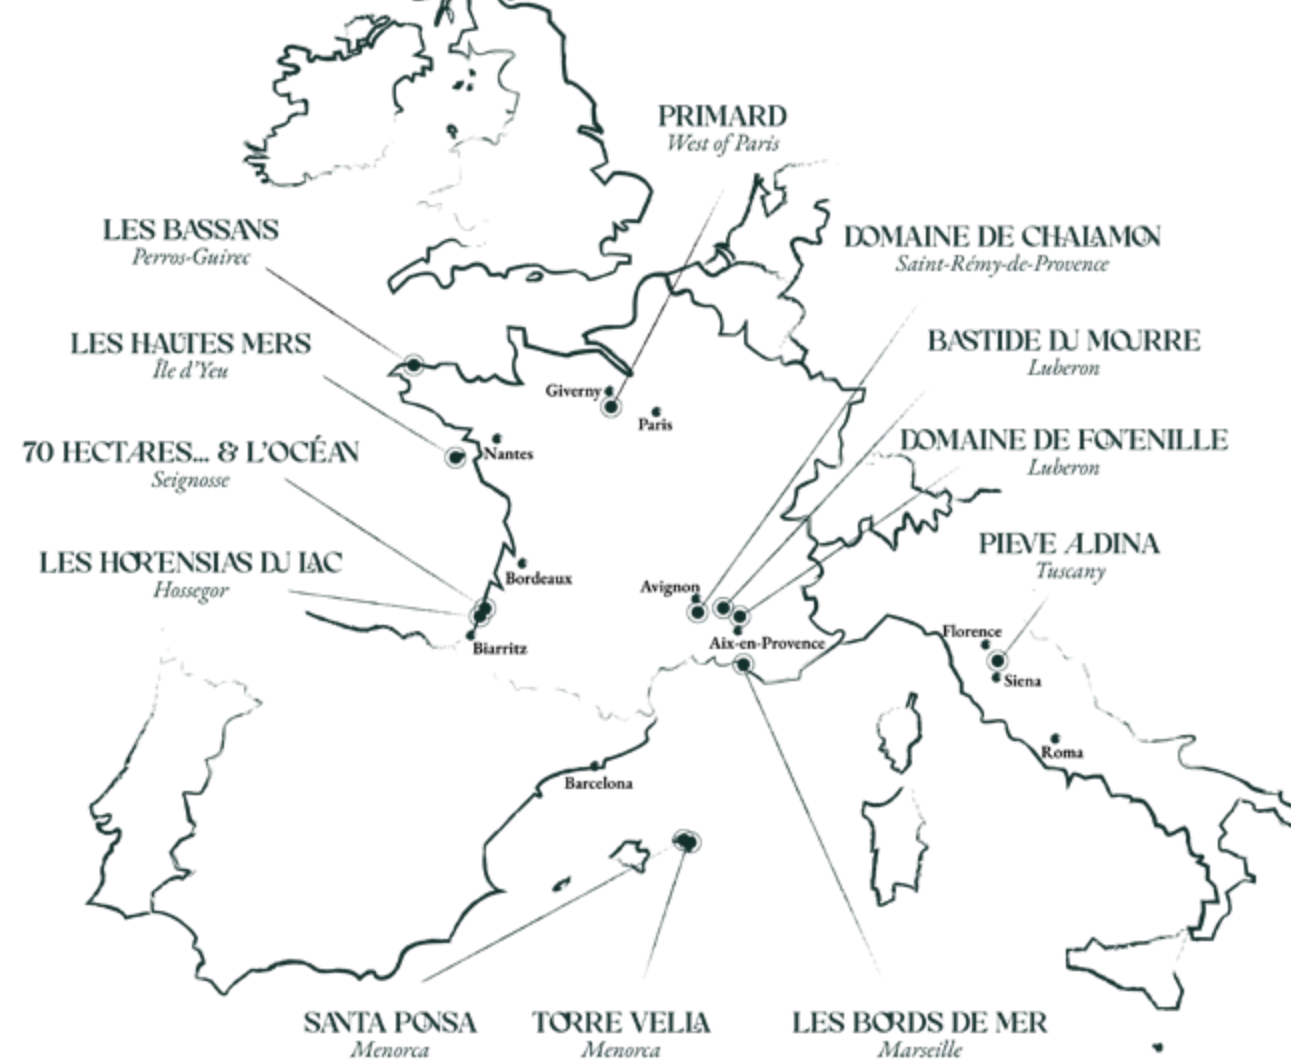 PRIMARD
West of Paris
LES BASSANS
Perros-Guirec
DOMAINE DE CHALAMON
Saint-Rémy-de-Provence
LES HAUTES MERS
Île d'Yeu
BASTIDE DU MOURRE
Luberon
Giverny
Paris
70 HECTARES... & L'OCÉAN
Seignosse
Nantes
DOMAINE DE FONTENILLE
Luberon
LES HORTENSIAS DU LAC
Hossegor
Bordeaux
Avignon
PIEVE ALDINA
Tuscany
Biarritz
Aix-en-Provence
Florence
Siena
Roma
Barcelona
SANTA PONSA
Menorca
TORRE VELLA
Menorca
LES BORDS DE MER
Marseille